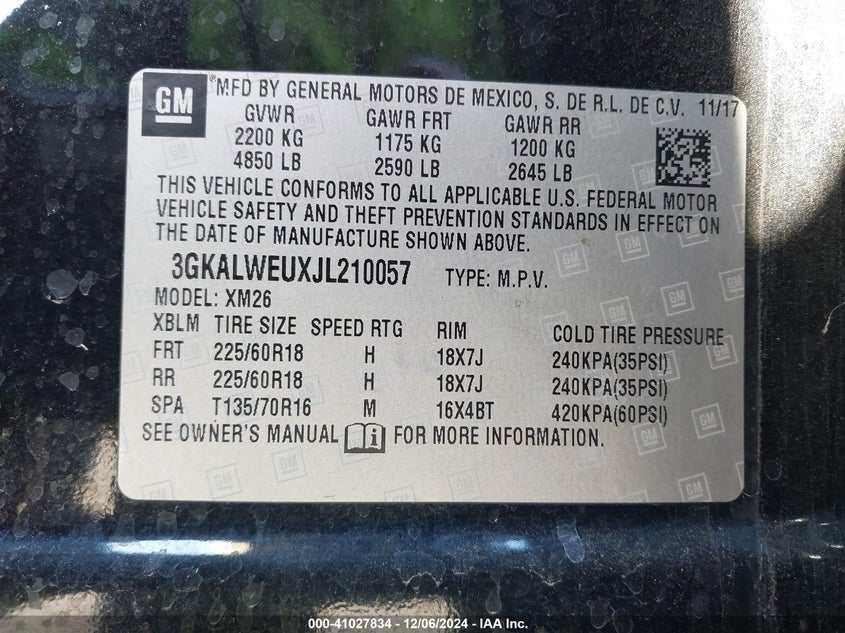 GM ®MFD BY GENERAL MOTORS DE MEXICO, S. DE R.L. DE C.V. 11/17
GVWR GAWR FRT GAWR RR
2200 KG 1175 KG 1200 KG
4850 LB 2590 LB 2645 LB
THIS VEHICLE CONFORMS TO ALL APPLICABLE U.S. FEDERAL MOTOR
VEHICLE SAFETY AND THEFT PREVENTION STANDARDS IN EFFECT ON
THE DATE OF MANUFACTURE SHOWN ABOVE.
3GKALWEUXJL210057 TYPE: M.P.V.
MODEL: XM26
XBLM TIRE SIZE SPEED RTG RIM COLD TIRE PRESSURE
FRT 225/60R18 H 18X7J 240KPA(35PSI)
RR 225/60R18 H 18X7J 240KPA(35PSI)
SPA T135/70R16 M 16X4BT 420KPA(60PSI)
SEE OWNER'S MANUAL FOR MORE INFORMATION.
000-41027834 - 12/06/2024 - IAA Inc.